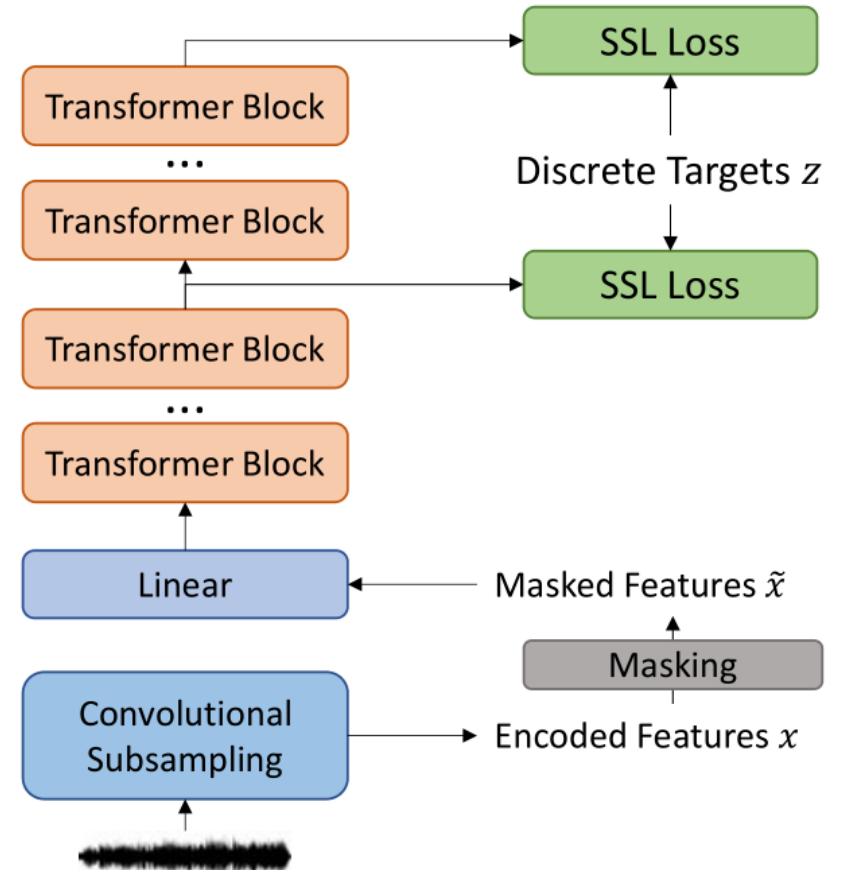 SSL Loss
Transformer Block
...
Discrete Targets z
Transformer Block
SSL Loss
Transformer Block
...
Transformer Block
Linear
Masked Features x̃
Masking
Convolutional
Subsampling
Encoded Features x